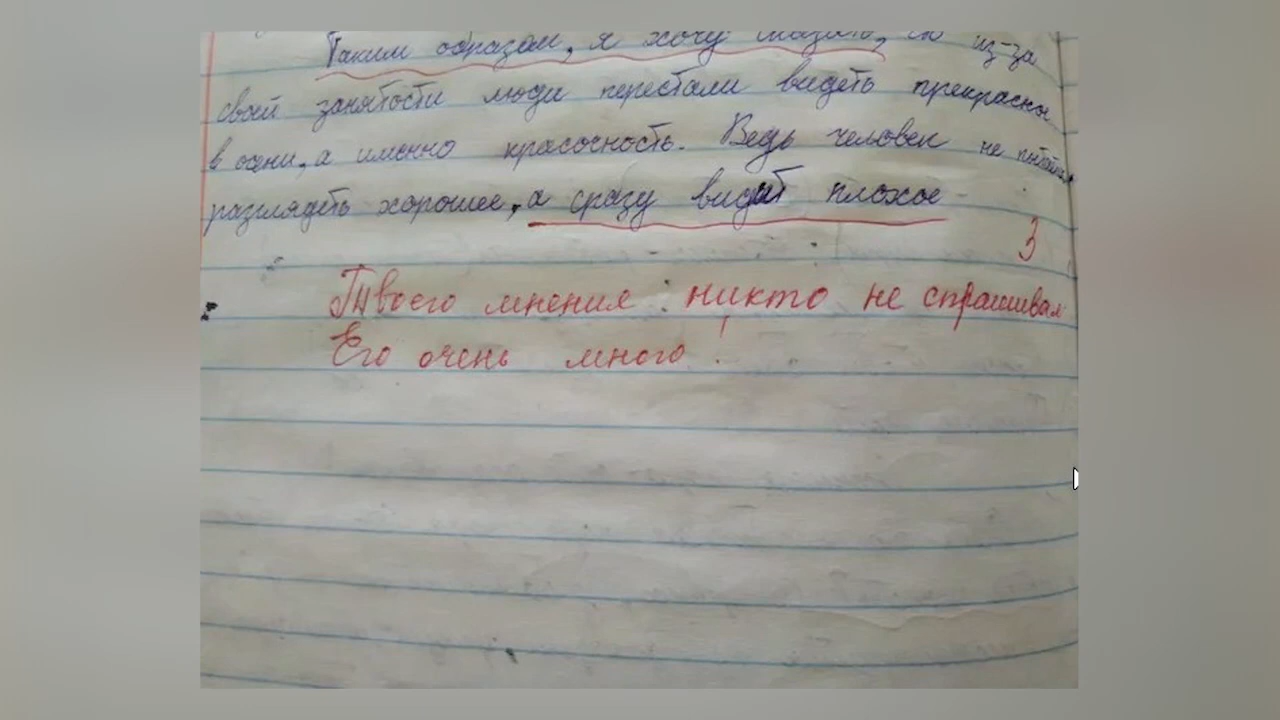 Таким образом, я хочу сказать, что из-за
своей занятости люди перестали видеть прекрасное
в осени, а именно красочность. Ведь человек не
разглядеть хорошее, а сразу видит плохое
3
Твоего мнения никто не спрашивал
Его очень много!